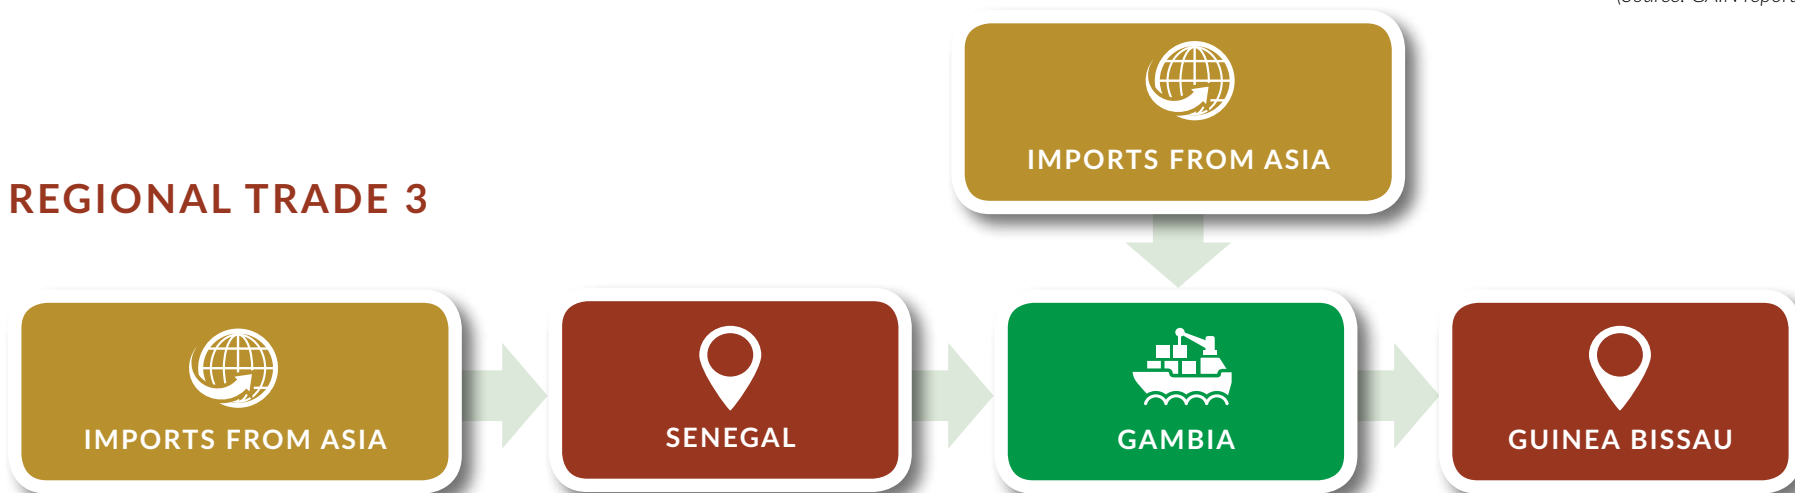 IMPORTS FROM ASIA
REGIONAL TRADE 3
IMPORTS FROM ASIA
SENEGAL
GAMBIA
GUINEA BISSAU